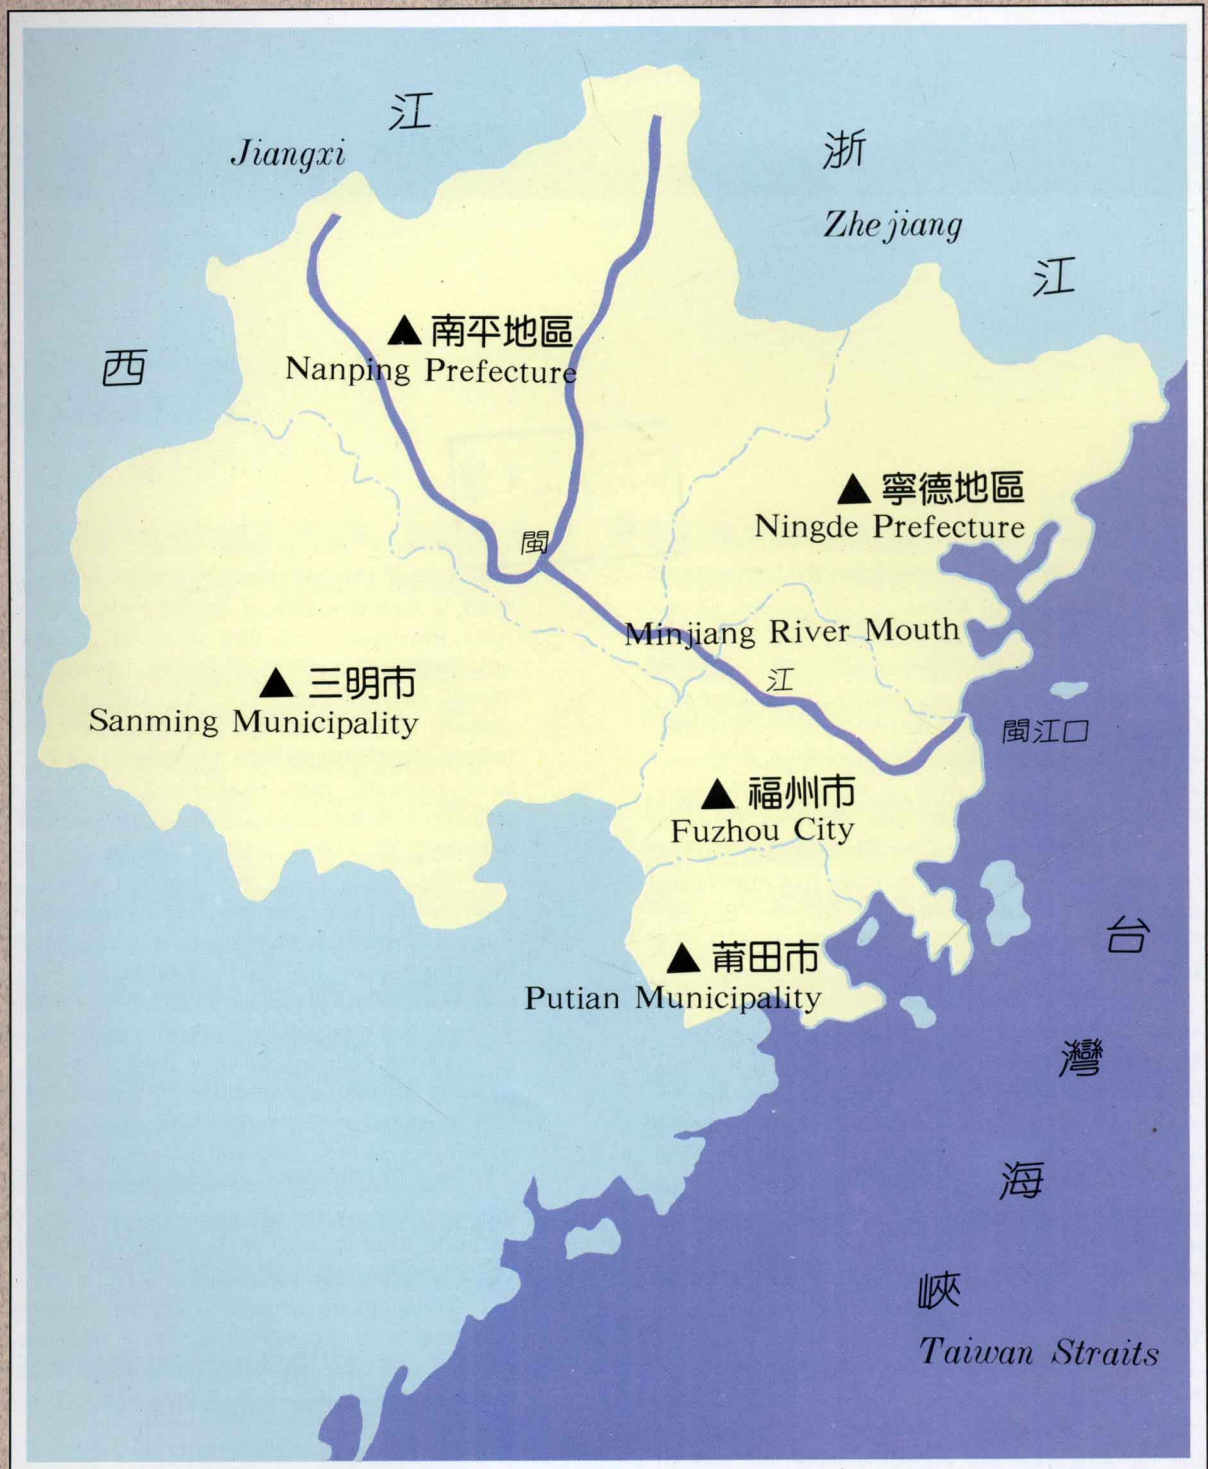 江西
Jiangxi
浙江
Zhejiang
▲南平地區
Nanping Prefecture
▲寧德地區
Ningde Prefecture
閩江
Minjiang River Mouth
閩江口
▲三明市
Sanming Municipality
▲福州市
Fuzhou City
▲莆田市
Putian Municipality
台灣海峽
Taiwan Straits